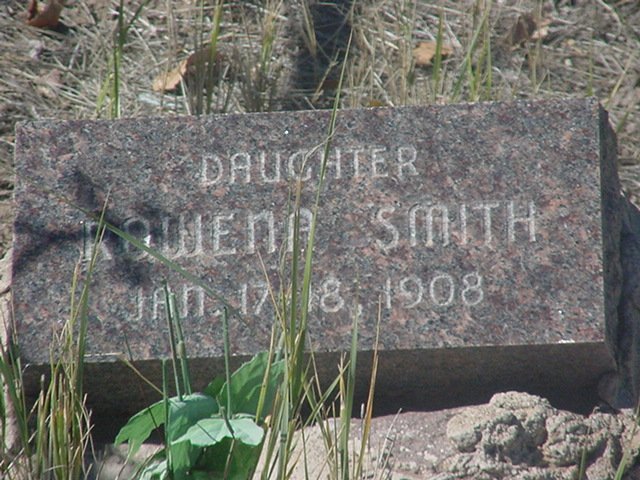 DAUGHTER
ROWENA SMITH
JAN. 17-18, 1908